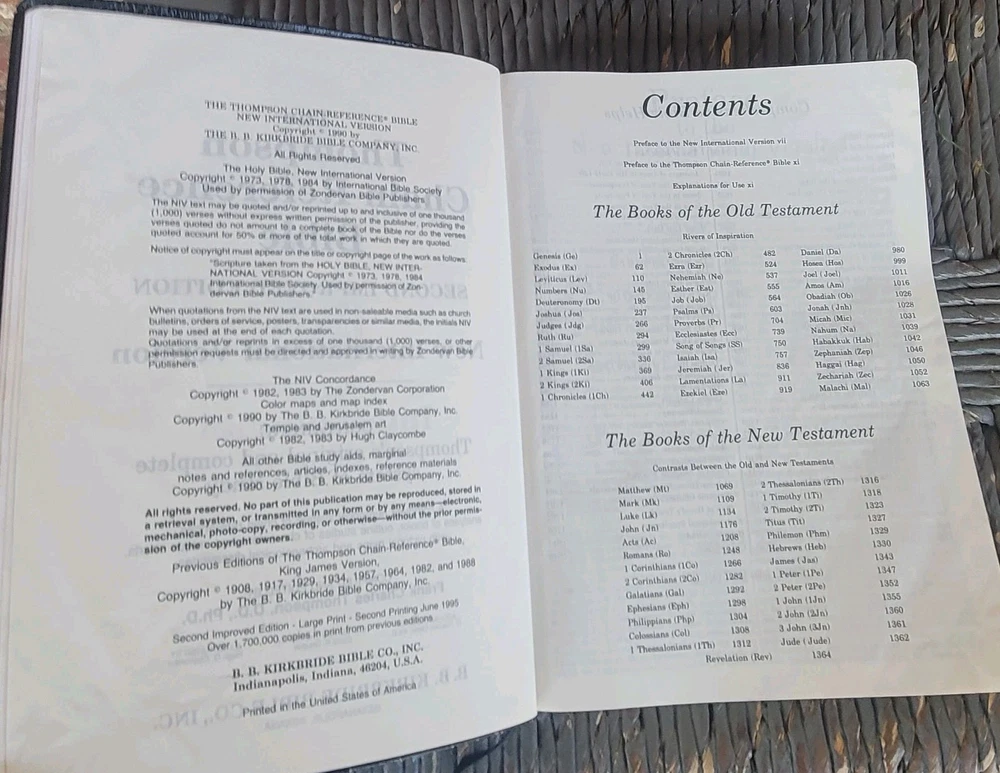 THE THOMPSON CHAIN-REFERENCE® BIBLE
NEW INTERNATIONAL VERSION
Copyright © 1990 by
THE B. B. KIRKBRIDE BIBLE COMPANY, INC.
All Rights Reserved
The Holy Bible, New International Version
Copyright © 1973, 1978, 1984 by International Bible Society
Used by permission of Zondervan Bible Publishers
The NIV text may be quoted and/or reprinted up to and inclusive of one thousand
(1,000) verses without express written permission of the publisher, providing the
verses quoted do not amount to a complete book of the Bible nor do the verses
quoted account for 50% or more of the total work in which they are quoted.
Notice of copyright must appear on the title or copyright page of the work as follows:
"Scripture taken from the HOLY BIBLE, NEW INTER-
NATIONAL VERSION Copyright © 1973, 1978, 1984
International Bible Society. Used by permission of Zon-
dervan Bible Publishers."
When quotations from the NIV text are used in non-saleable media such as church
bulletins, orders of service, posters, transparencies or similar media, the initials NIV
may be used at the end of each quotation.
Quotations and/or reprints in excess of one thousand (1,000) verses, or other
permission requests must be directed and approved in writing by Zondervan Bible
Publishers.
The NIV Concordance
Copyright © 1982, 1983 The Zondervan Corporation
Color maps and map index
Copyright © 1990 by The B. B. Kirkbride Bible Company, Inc.
Temple and Jerusalem art
Copyright © 1982, 1983 by Hugh Claycombe
All other Bible study aids, marginal
notes and references, articles, indexes, reference materials
Copyright © 1990 by The B. B. Kirkbride Bible Company, Inc.
All rights reserved. No part of this publication may be reproduced, stored in
a retrieval system, or transmitted in any form or by any means—electronic,
mechanical, photo-copy, recording, or otherwise—without the prior permis-
sion of the copyright owners.
Previous Editions of The Thompson Chain-Reference® Bible,
King James Version,
Copyright © 1908, 1917, 1929, 1934, 1957, 1964, 1982, and 1988
by The B. B. Kirkbride Bible Company, Inc.
Second Improved Edition - Large Print - Second Printing June 1995
Over 1,700,000 copies in print from previous editions
B. B. KIRKBRIDE BIBLE CO., INC.
Indianapolis, Indiana, 46204, U.S.A.
Printed in the United States of America
Contents
Preface to the New International Version vii
Preface to the Thompson Chain-Reference® Bible xi
Explanations for Use xi
The Books of the Old Testament
Rivers of Inspiration
Genesis (Ge) 1
Exodus (Ex) 62
Leviticus (Lev) 110
Numbers (Nu) 145
Deuteronomy (Dt) 195
Joshua (Jos) 237
Judges (Jdg) 266
Ruth (Ru) 294
1 Samuel (1Sa) 299
2 Samuel (2Sa) 336
1 Kings (1Ki) 369
2 Kings (2Ki) 406
1 Chronicles (1Ch) 442
2 Chronicles (2Ch) 482
Ezra (Ezr) 524
Nehemiah (Ne) 537
Esther (Est) 555
Job (Job) 564
Psalms (Ps) 603
Proverbs (Pr) 704
Ecclesiastes (Ecc) 739
Song of Songs (SS) 750
Isaiah (Isa) 757
Jeremiah (Jer) 836
Lamentations (La) 911
Ezekiel (Eze) 919
Daniel (Da) 980
Hosea (Hos) 999
Joel (Joel) 1011
Amos (Am) 1016
Obadiah (Ob) 1026
Jonah (Jnh) 1028
Micah (Mic) 1031
Nahum (Na) 1039
Habakkuk (Hab) 1042
Zephaniah (Zep) 1046
Haggai (Hag) 1050
Zechariah (Zec) 1052
Malachi (Mal) 1063
The Books of the New Testament
Contrasts Between the Old and New Testaments
Matthew (Mt) 1069
Mark (Mk) 1109
Luke (Lk) 1134
John (Jn) 1176
Acts (Ac) 1208
Romans (Ro) 1248
1 Corinthians (1Co) 1266
2 Corinthians (2Co) 1282
Galatians (Gal) 1292
Ephesians (Eph) 1298
Philippians (Php) 1304
Colossians (Col) 1308
1 Thessalonians (1Th) 1312
2 Thessalonians (2Th) 1316
1 Timothy (1Ti) 1318
2 Timothy (2Ti) 1323
Titus (Tit) 1327
Philemon (Phm) 1329
Hebrews (Heb) 1330
James (Jas) 1343
1 Peter (1Pe) 1347
2 Peter (2Pe) 1352
1 John (1Jn) 1355
2 John (2Jn) 1360
3 John (3Jn) 1361
Jude (Jude) 1362
Revelation (Rev) 1364